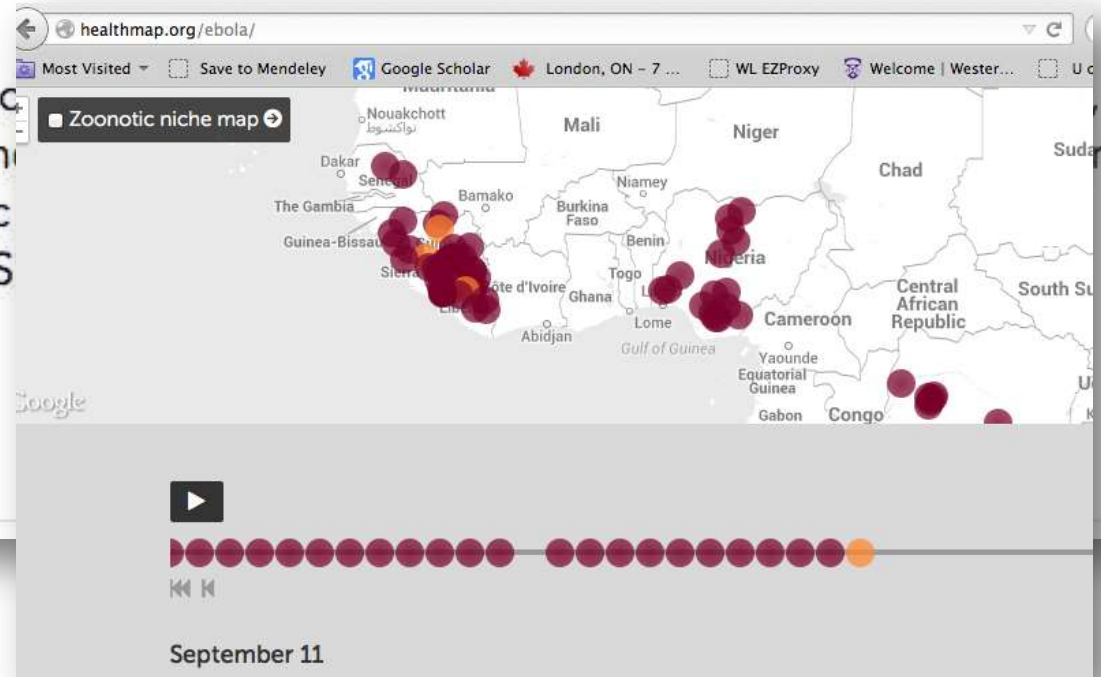 healthmap.org/ebola/
Most Visited Save to Mendeley Google Scholar London, ON – 7 ... WL EZProxy Welcome | Wester... U c
Zoonotic niche map
Mauritania
Nouakchott
نواكشوط
Mali
Niger
Chad
Suda
Dakar
Senegal
The Gambia
Bamako
Niamey
Burkina
Faso
Guinea-Bissau
Benin
Nigeria
Sierra
Togo
ôte d'Ivoire
Ghana
Central
African
Republic
South Su
Lome
Abidjan
Gulf of Guinea
Cameroon
Yaounde
Equatorial
Guinea
Gabon
Congo
Google
September 11